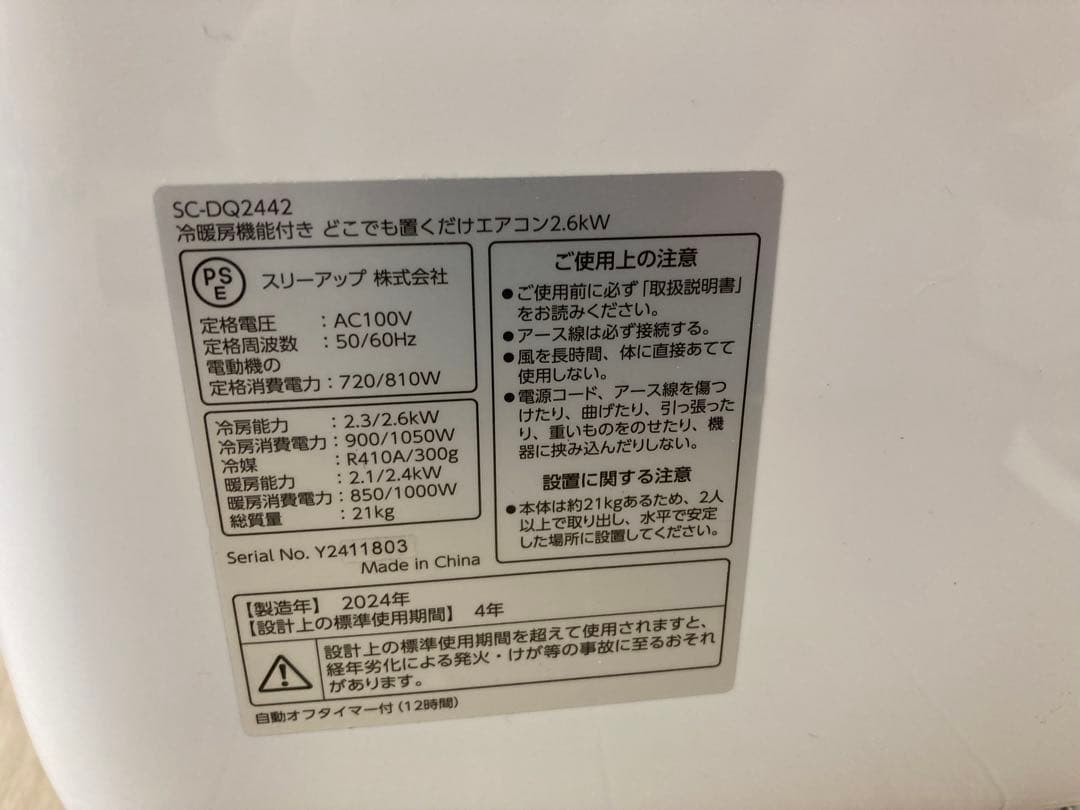 SC-DQ2442
冷暖房機能付き どこでも置くだけエアコン2.6kW
PS
E
スリーアップ 株式会社
定格電圧 : AC100V
定格周波数 : 50/60Hz
電動機の
定格消費電力 : 720/810W
冷房能力 : 2.3/2.6kW
冷房消費電力 : 900/1050W
冷媒 : R410A/300g
暖房能力 : 2.1/2.4kW
暖房消費電力 : 850/1000W
総質量 : 21kg
Serial No. Y2411803
Made in China
ご使用上の注意
●ご使用前に必ず「取扱説明書」
をお読みください。
●アース線は必ず接続する。
●風を長時間、体に直接あてて
使用しない。
●電源コード、アース線を傷つ
けたり、曲げたり、引っ張った
り、重いものをのせたり、機
器に挟み込んだりしない。
設置に関する注意
●本体は約21kgあるため、2人
以上で取り出し、水平で安定
した場所に設置してください。
【製造年】 2024年
【設計上の標準使用期間】 4年
設計上の標準使用期間を超えて使用されますと、
経年劣化による発火・けが等の事故に至るおそれ
があります。
自動オフタイマー付(12時間)